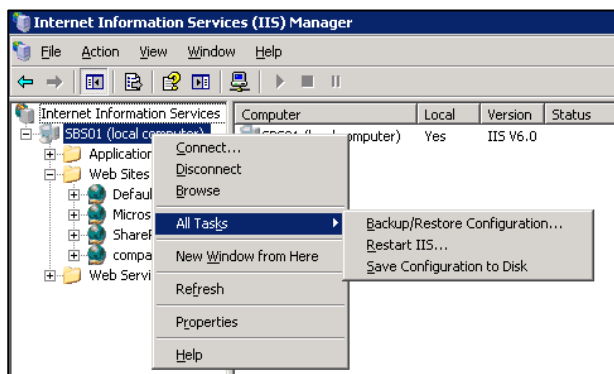 Internet Information Services (IIS) Manager
File Action View Window Help
Internet Information Services
Computer Local Version Status
SBS01 (local computer)
(local computer) Yes IIS V6.0
Application
Web Sites
Defaul
Micros
ShareP
compa
Web Servi
Connect...
Disconnect
Browse
All Tasks
New Window from Here
Refresh
Properties
Help
Backup/Restore Configuration...
Restart IIS...
Save Configuration to Disk